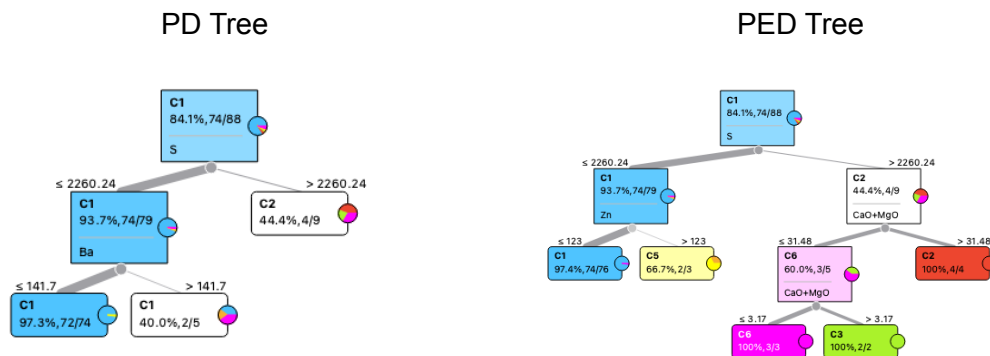 PD Tree
C1
84.1%,74/88
S
≤ 2260.24
> 2260.24
C1
93.7%,74/79
Ba
C2
44.4%,4/9
≤ 141.7
> 141.7
C1
97.3%,72/74
C1
40.0%,2/5
PED Tree
C1
84.1%,74/88
S
≤ 2260.24
> 2260.24
C1
93.7%,74/79
Zn
C2
44.4%,4/9
CaO+MgO
≤ 123
> 123
≤ 31.48
> 31.48
C1
97.4%,74/76
C5
66.7%,2/3
C6
60.0%,3/5
CaO+MgO
C2
100%,4/4
≤ 3.17
> 3.17
C6
100%,3/3
C3
100%,2/2